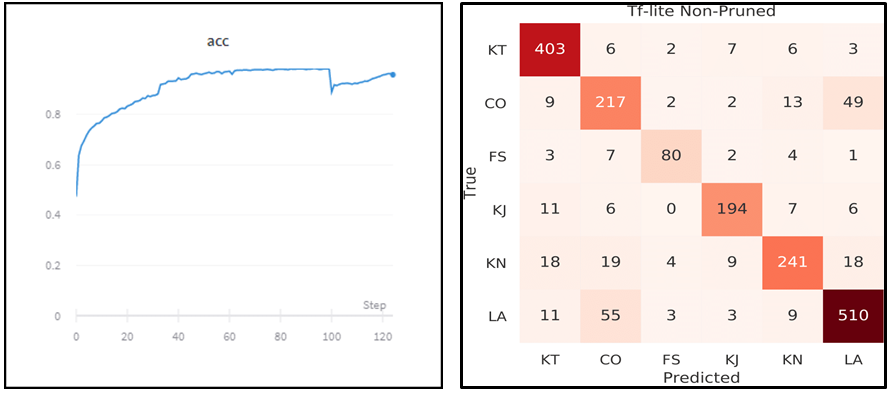 acc
0.8
0.6
0.4
0.2
0
Step
0 20 40 60 80 100 120
Tf-lite Non-Pruned
True
KT 403 6 2 7 6 3
CO 9 217 2 2 13 49
FS 3 7 80 2 4 1
KJ 11 6 0 194 7 6
KN 18 19 4 9 241 18
LA 11 55 3 3 9 510
KT CO FS KJ KN LA
Predicted